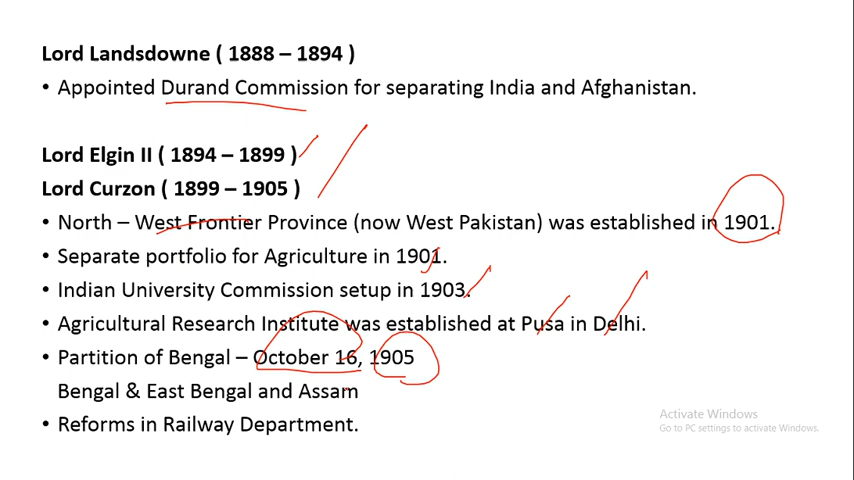 Lord Landsdowne ( 1888 – 1894 )
• Appointed Durand Commission for separating India and Afghanistan.
Lord Elgin II ( 1894 – 1899 )
Lord Curzon ( 1899 – 1905 )
• North – West Frontier Province (now West Pakistan) was established in 1901.
• Separate portfolio for Agriculture in 1901.
• Indian University Commission setup in 1903.
• Agricultural Research Institute was established at Pusa in Delhi.
• Partition of Bengal – October 16, 1905
Bengal & East Bengal and Assam
• Reforms in Railway Department.
Activate Windows
Go to PC settings to activate Windows.